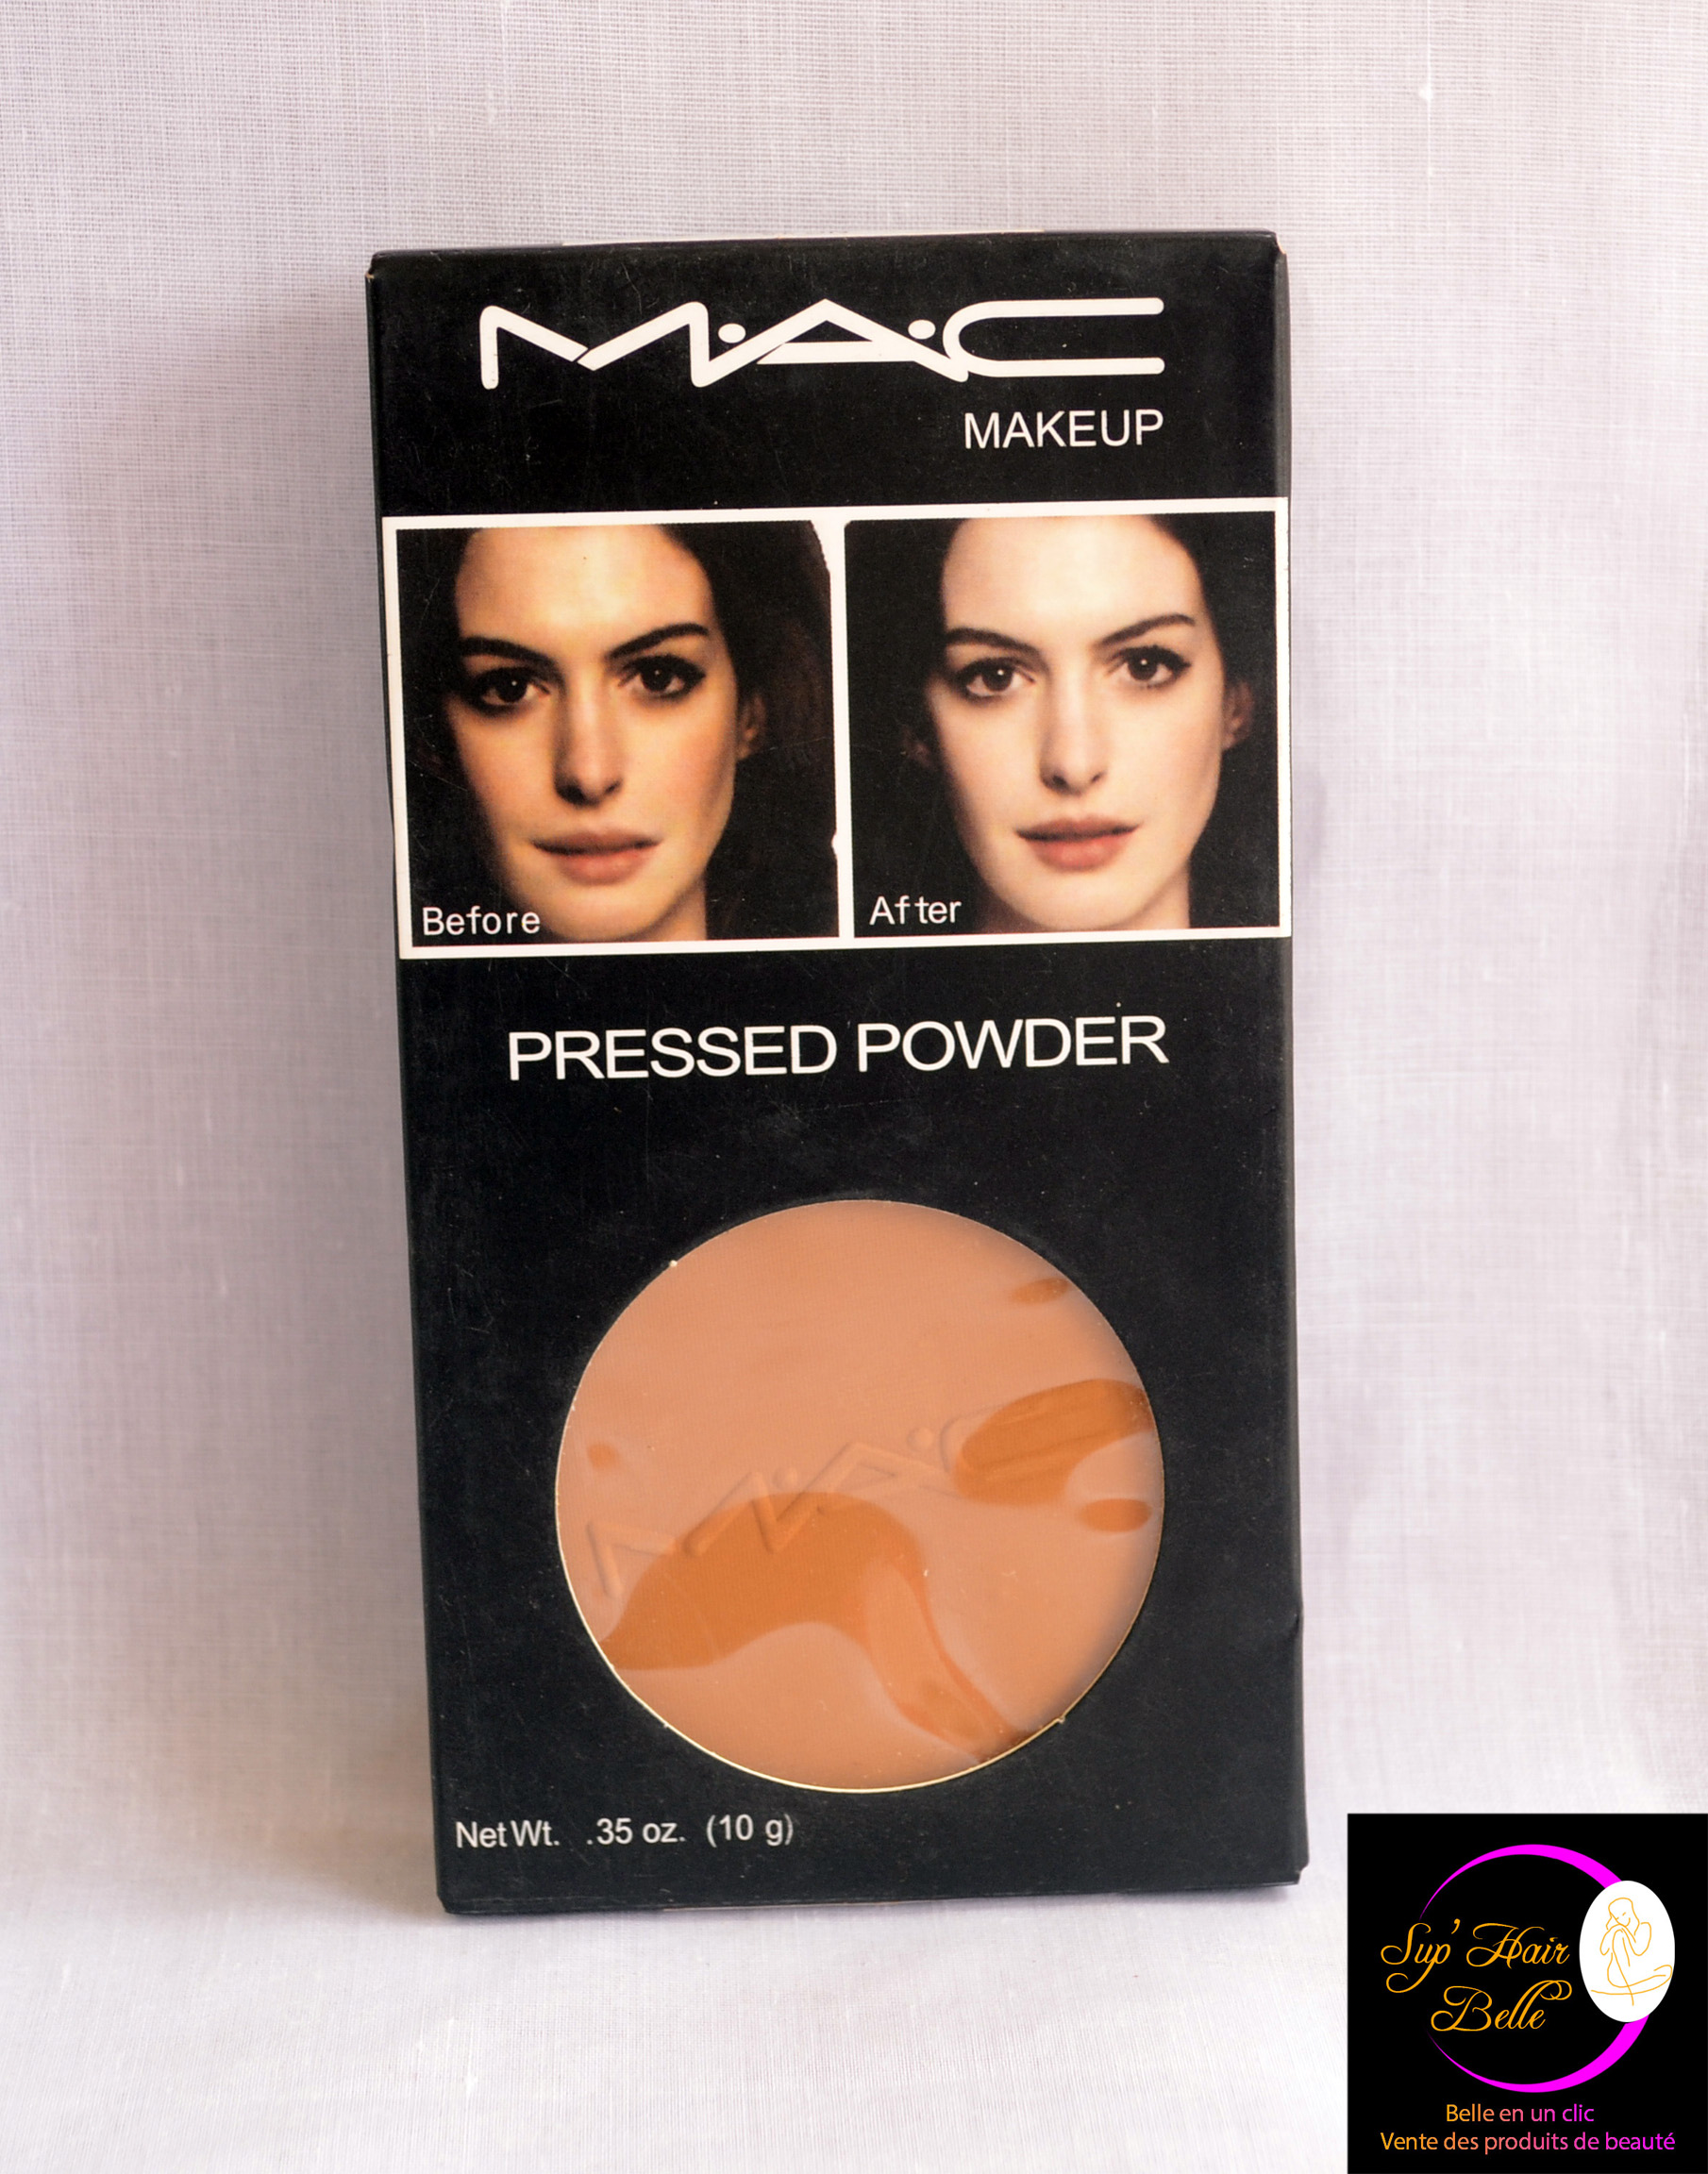 M·A·C
MAKEUP
Before
After
PRESSED POWDER
MAC
Net Wt. .35 oz. (10 g)
Sup' Hair
Belle
Belle en un clic
Vente des produits de beauté